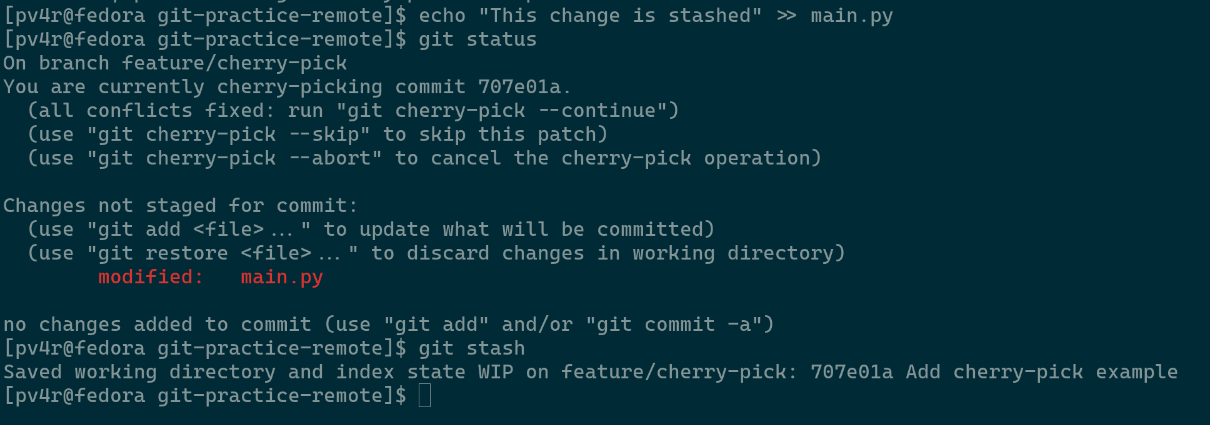 [pv4r@fedora git-practice-remote]$ echo "This change is stashed" >> main.py
[pv4r@fedora git-practice-remote]$ git status
On branch feature/cherry-pick
You are currently cherry-picking commit 707e01a.
  (all conflicts fixed: run "git cherry-pick --continue")
  (use "git cherry-pick --skip" to skip this patch)
  (use "git cherry-pick --abort" to cancel the cherry-pick operation)

Changes not staged for commit:
  (use "git add <file>..." to update what will be committed)
  (use "git restore <file>..." to discard changes in working directory)
        modified:   main.py

no changes added to commit (use "git add" and/or "git commit -a")
[pv4r@fedora git-practice-remote]$ git stash
Saved working directory and index state WIP on feature/cherry-pick: 707e01a Add cherry-pick example
[pv4r@fedora git-practice-remote]$